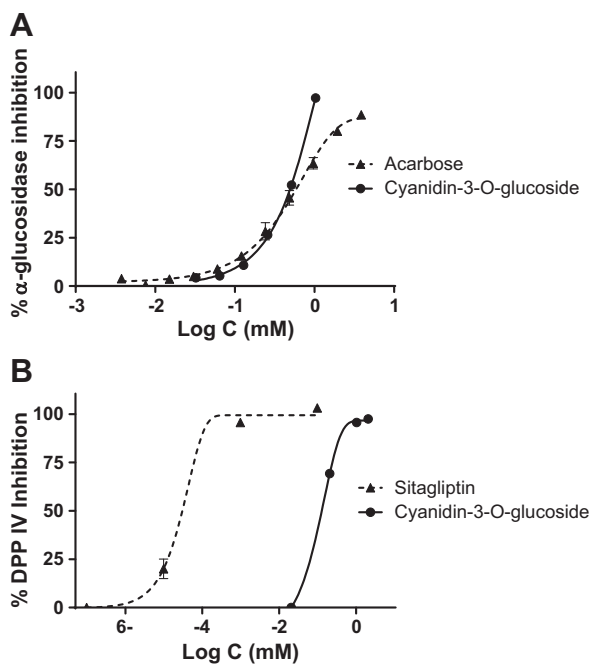 A
% α-glucosidase inhibition
100
75
50
25
0
-3
-2
-1
0
1
Log C (mM)
Acarbose
Cyanidin-3-O-glucoside
B
% DPP IV Inhibition
100
75
50
25
0
6-
-4
-2
0
Log C (mM)
Sitagliptin
Cyanidin-3-O-glucoside